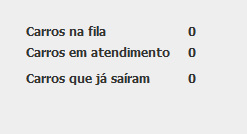 Carros na fila 0
Carros em atendimento 0
Carros que já saíram 0